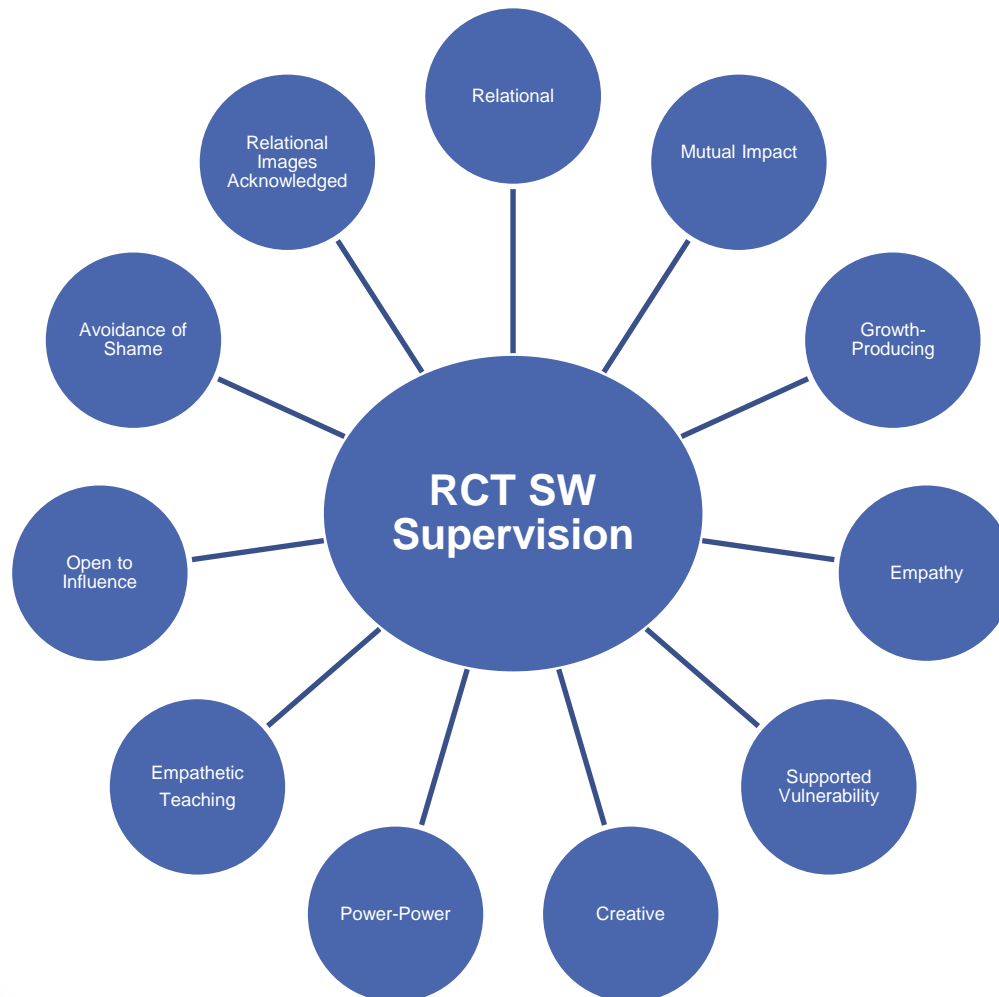 Relational
Mutual Impact
Growth-
Producing
Empathy
Supported
Vulnerability
Creative
Power-Power
Empathetic
Teaching
Open to
Influence
Avoidance of
Shame
Relational
Images
Acknowledged
RCT SW
Supervision